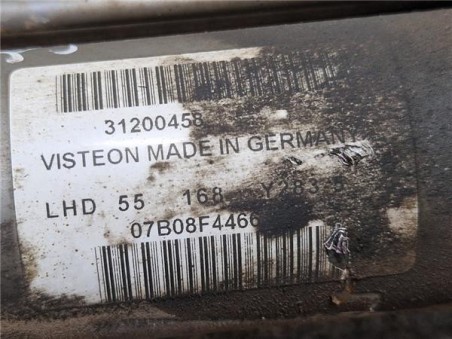 31200458
VISTEON MADE IN GERMANY
LHD 55 168
07B08F4466